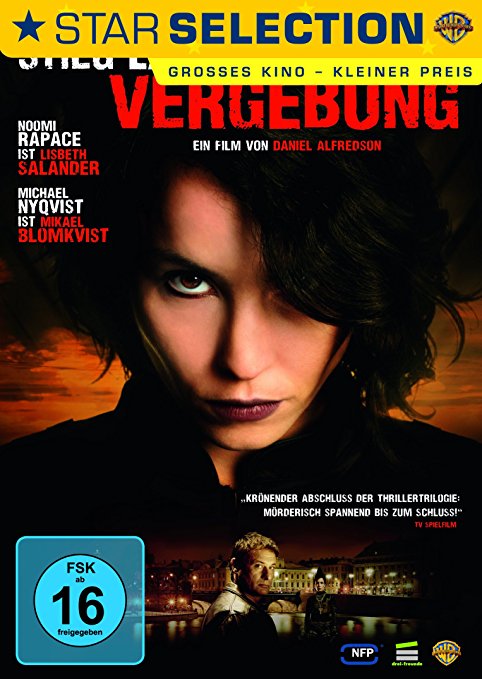 STAR SELECTION
GROSSES KINO – KLEINER PREIS
VERGEBUNG
EIN FILM VON DANIEL ALFREDSON
NOOMI
RAPACE
IST LISBETH
SALANDER
MICHAEL
NYQVIST
IST MIKAEL
BLOMKVIST
„KRÖNENDER ABSCHLUSS DER THRILLERTRILOGIE:
MÖRDERISCH SPANNEND BIS ZUM SCHLUSS!“
TV SPIELFILM
FSK
ab
16
freigegeben
NFP
drei-freunde